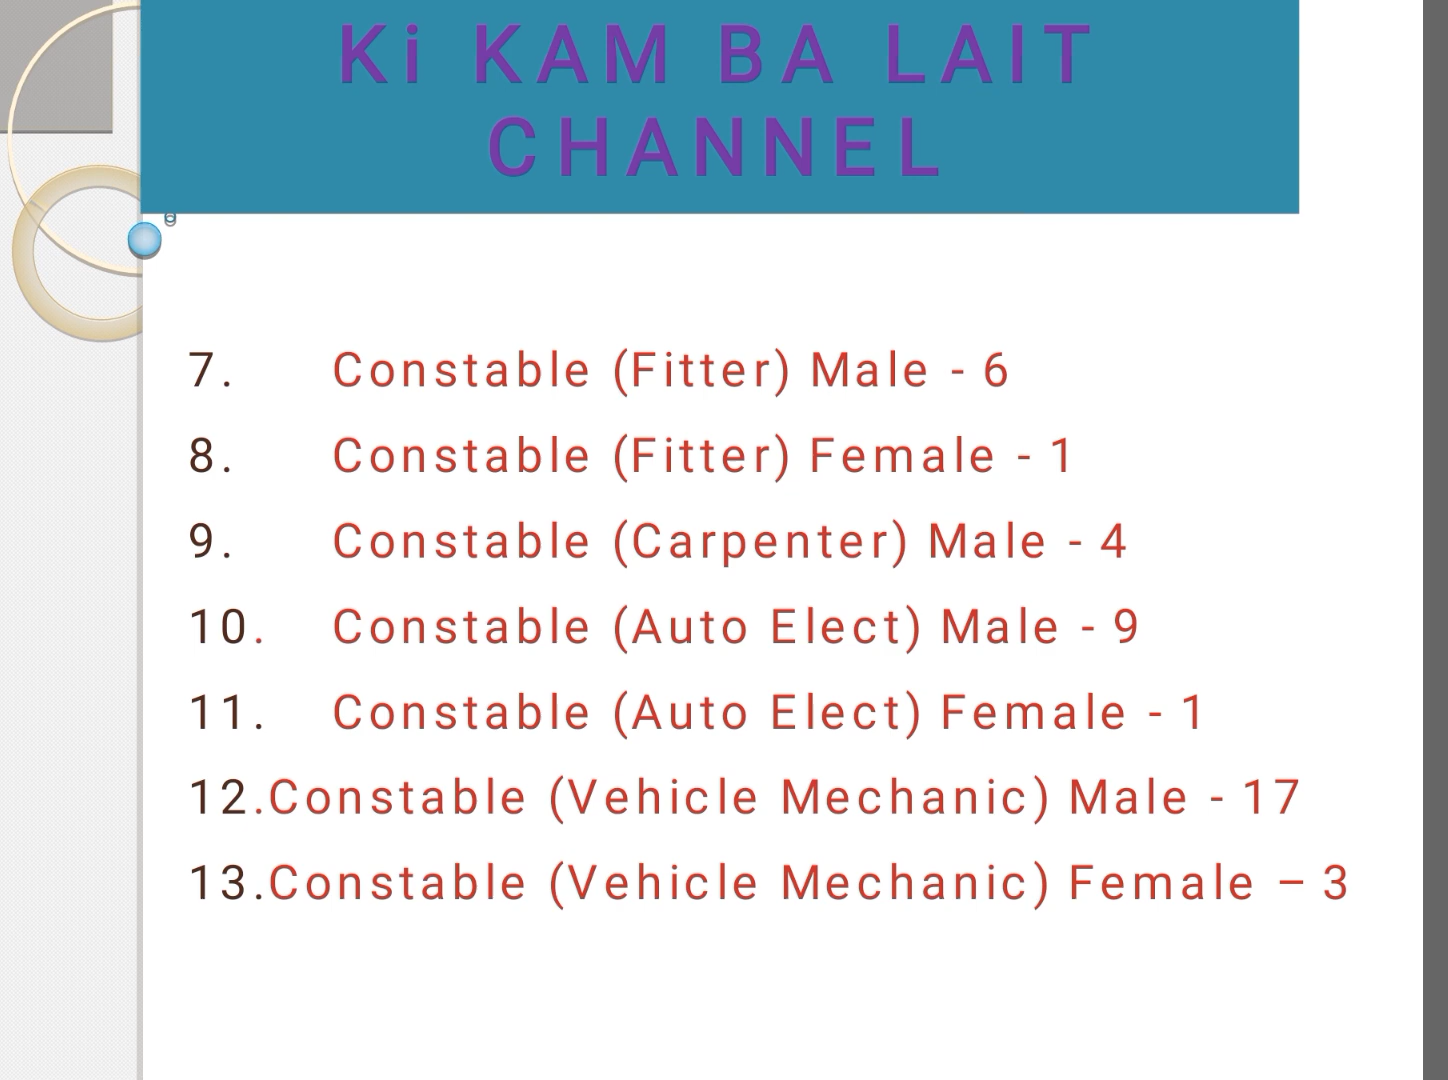 Ki KAM BA LAIT
CHANNEL
7. Constable (Fitter) Male - 6
8. Constable (Fitter) Female - 1
9. Constable (Carpenter) Male - 4
10. Constable (Auto Elect) Male - 9
11. Constable (Auto Elect) Female - 1
12.Constable (Vehicle Mechanic) Male - 17
13.Constable (Vehicle Mechanic) Female – 3